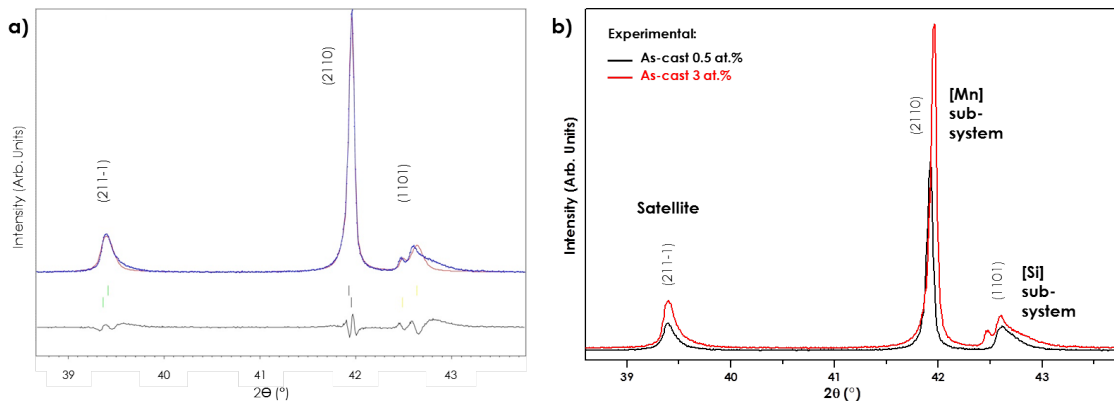 a)
Intensity (Arb. Units)
(211-1)
(2110)
(1101)
39
40
41
42
43
2Θ (°)
b)
Experimental:
As-cast 0.5 at.%
As-cast 3 at.%
Intensity (Arb. Units)
Satellite
(211-1)
(2110)
[Mn]
sub-
system
(1101)
[Si]
sub-
system
39
40
41
42
43
2θ (°)